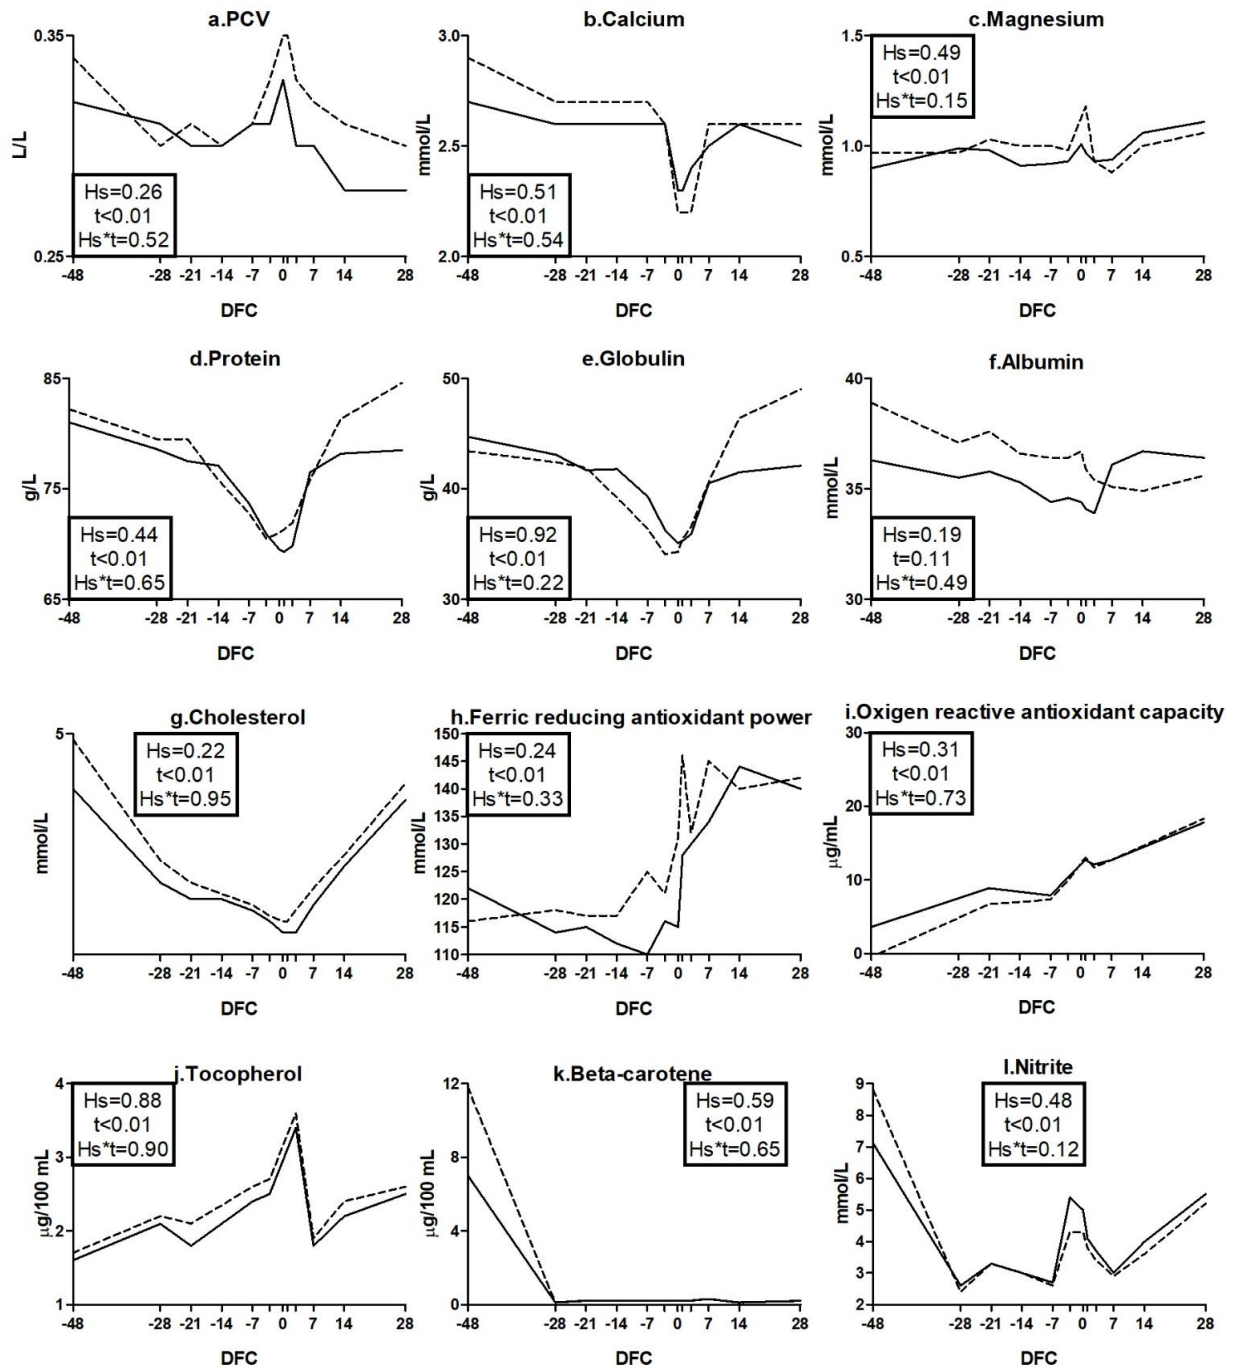 a.PCV
0.35
L/L
0.25
Hs=0.26
t<0.01
Hs*t=0.52
-48 -28 -21 -14 -7 0 7 14 28
DFC
b.Calcium
3.0
2.5
2.0
mmol/L
Hs=0.51
t<0.01
Hs*t=0.54
-48 -28 -21 -14 -7 0 7 14 28
DFC
c.Magnesium
1.5
1.0
0.5
mmol/L
Hs=0.49
t<0.01
Hs*t=0.15
-48 -28 -21 -14 -7 0 7 14 28
DFC
d.Protein
85
75
65
g/L
Hs=0.44
t<0.01
Hs*t=0.65
-48 -28 -21 -14 -7 0 7 14 28
DFC
e.Globulin
50
40
30
g/L
Hs=0.92
t<0.01
Hs*t=0.22
-48 -28 -21 -14 -7 0 7 14 28
DFC
f.Albumin
40
35
30
mmol/L
Hs=0.19
t=0.11
Hs*t=0.49
-48 -28 -21 -14 -7 0 7 14 28
DFC
g.Cholesterol
5
mmol/L
Hs=0.22
t<0.01
Hs*t=0.95
-48 -28 -21 -14 -7 0 7 14 28
DFC
h.Ferric reducing antioxidant power
150
145
140
135
130
125
120
115
110
mmol/L
Hs=0.24
t<0.01
Hs*t=0.33
-48 -28 -21 -14 -7 0 7 14 28
DFC
i.Oxigen reactive antioxidant capacity
30
20
10
0
μg/mL
Hs=0.31
t<0.01
Hs*t=0.73
-48 -28 -21 -14 -7 0 7 14 28
DFC
j.Tocopherol
4
3
2
1
μg/100 mL
Hs=0.88
t<0.01
Hs*t=0.90
-48 -28 -21 -14 -7 0 7 14 28
DFC
k.Beta-carotene
12
8
4
0
μg/100 mL
Hs=0.59
t<0.01
Hs*t=0.65
-48 -28 -21 -14 -7 0 7 14 28
DFC
l.Nitrite
9
8
7
6
5
4
3
2
mmol/L
Hs=0.48
t<0.01
Hs*t=0.12
-48 -28 -21 -14 -7 0 7 14 28
DFC